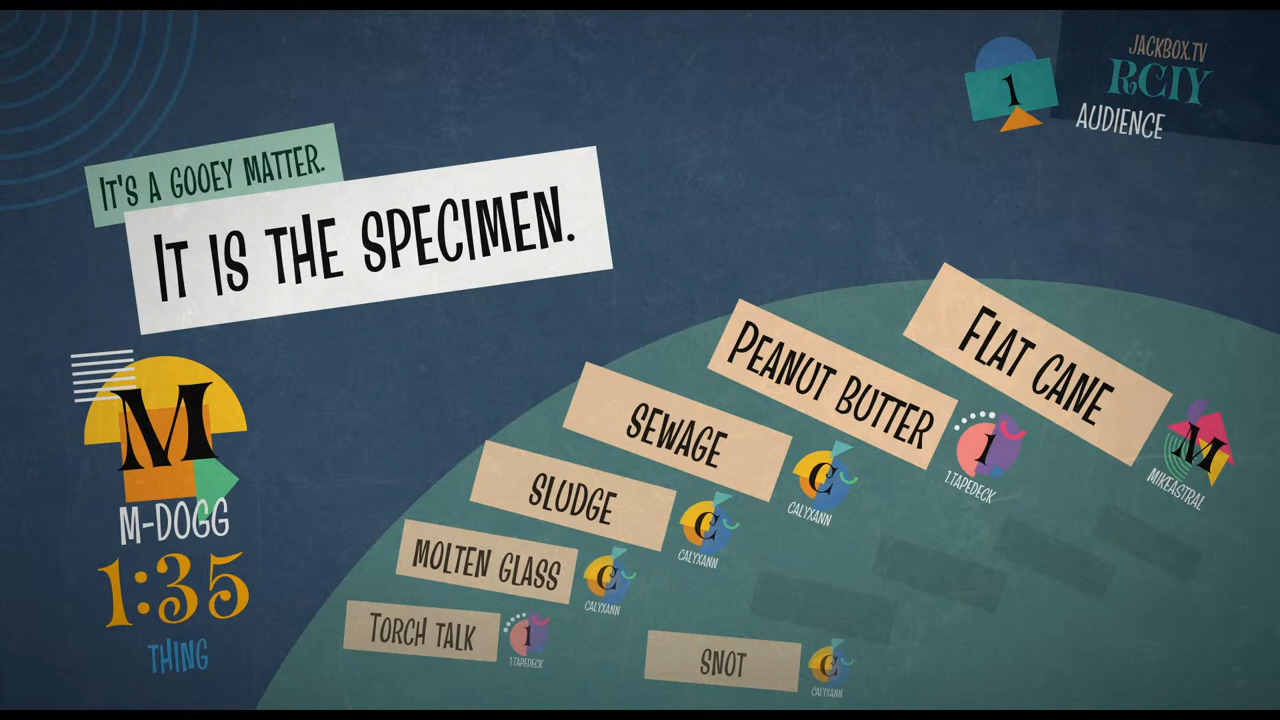 JACKBOX.TV
RCIY
1
AUDIENCE
IT'S A GOOEY MATTER.
IT IS THE SPECIMEN.
FLAT CANE
M
MIKEASTRAL
PEANUT BUTTER
1
1.TAPEDECK
SEWAGE
C
CALYXANN
SLUDGE
C
CALYXANN
MOLTEN GLASS
C
CALYXANN
TORCH TALK
1
1.TAPEDECK
SNOT
C
CALYXANN
M
M-DOGG
1:35
THING